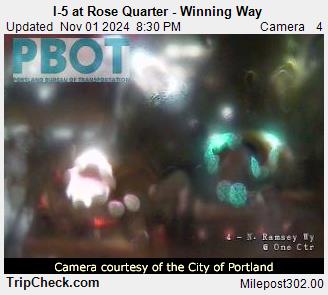 I-5 at Rose Quarter - Winning Way
Updated Nov 01 2024 8:30 PM Camera 4
PBOT
PORTLAND BUREAU OF TRANSPORTATION
4 - N. Ramsey Wy
@ One Ctr
Camera courtesy of the City of Portland
TripCheck.com Milepost302.00